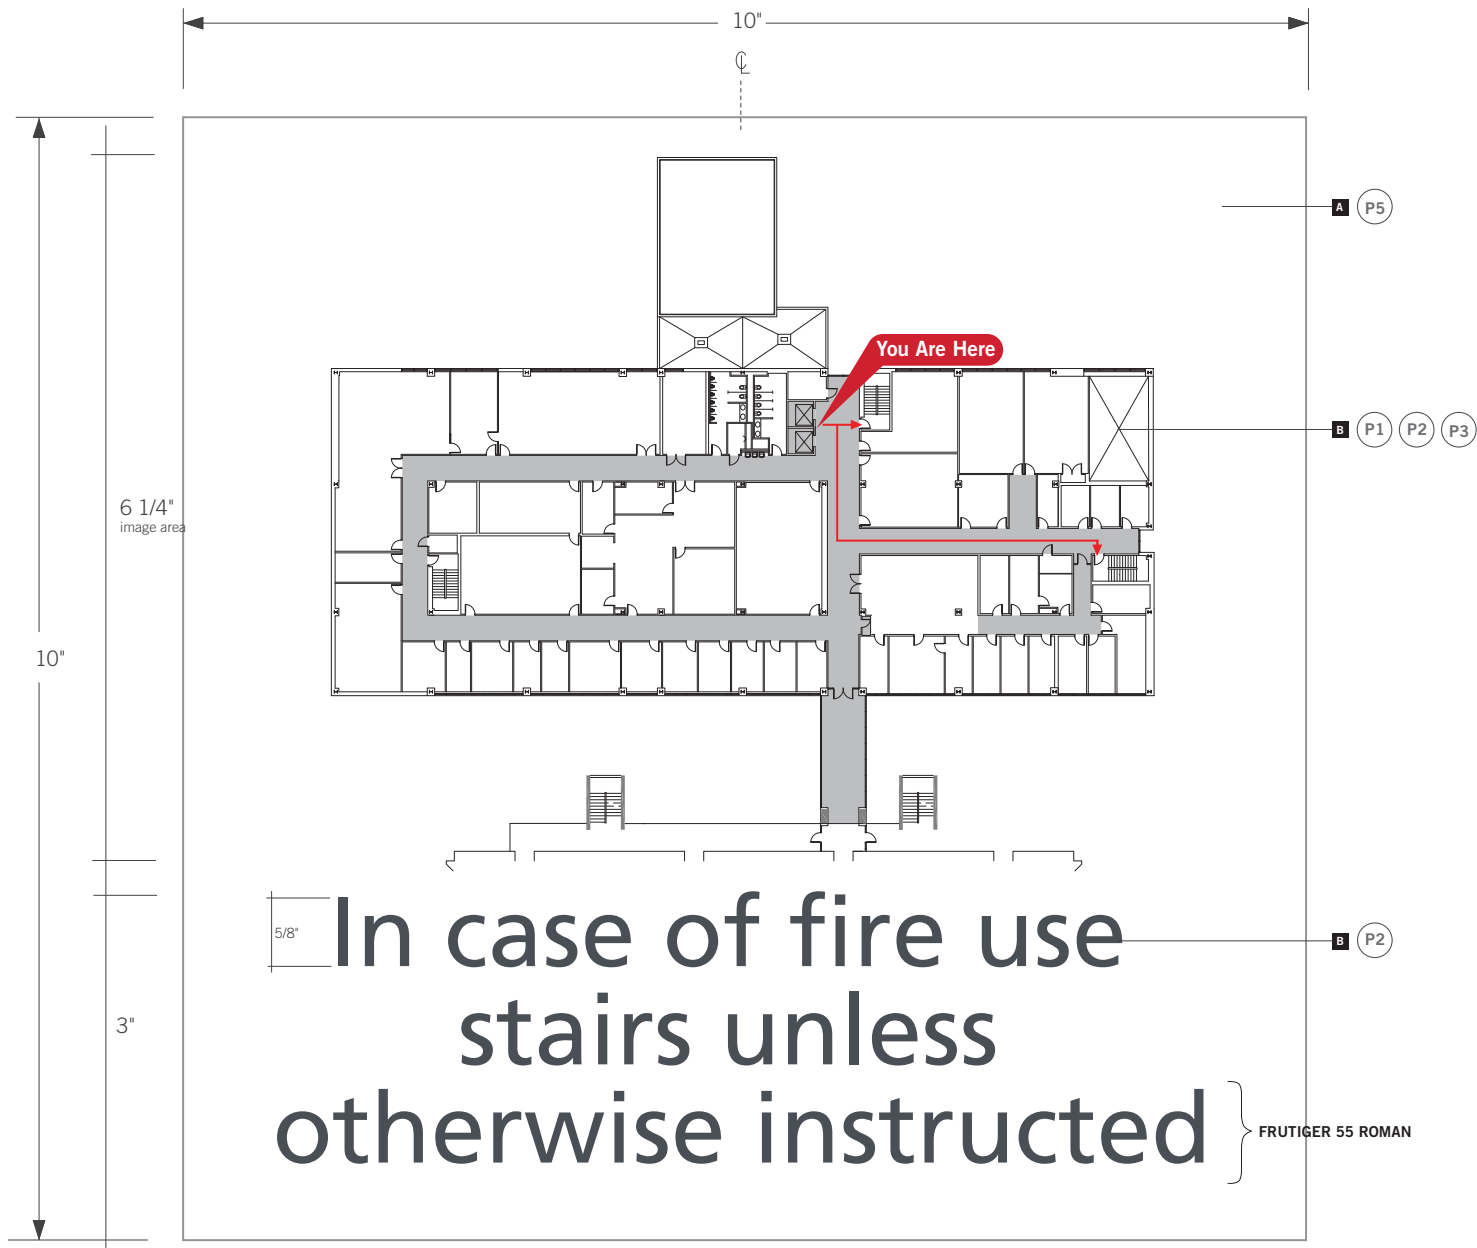 10"
℄
A P5
You Are Here
B P1 P2 P3
6 1/4"
image area
10"
5/8"
In case of fire use
B P2
3"
stairs unless
otherwise instructed
FRUTIGER 55 ROMAN